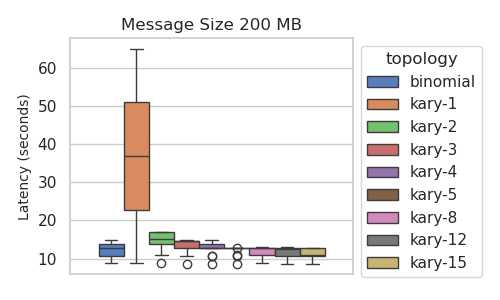 Message Size 200 MB
Latency (seconds)
60
50
40
30
20
10
topology
binomial
kary-1
kary-2
kary-3
kary-4
kary-5
kary-8
kary-12
kary-15